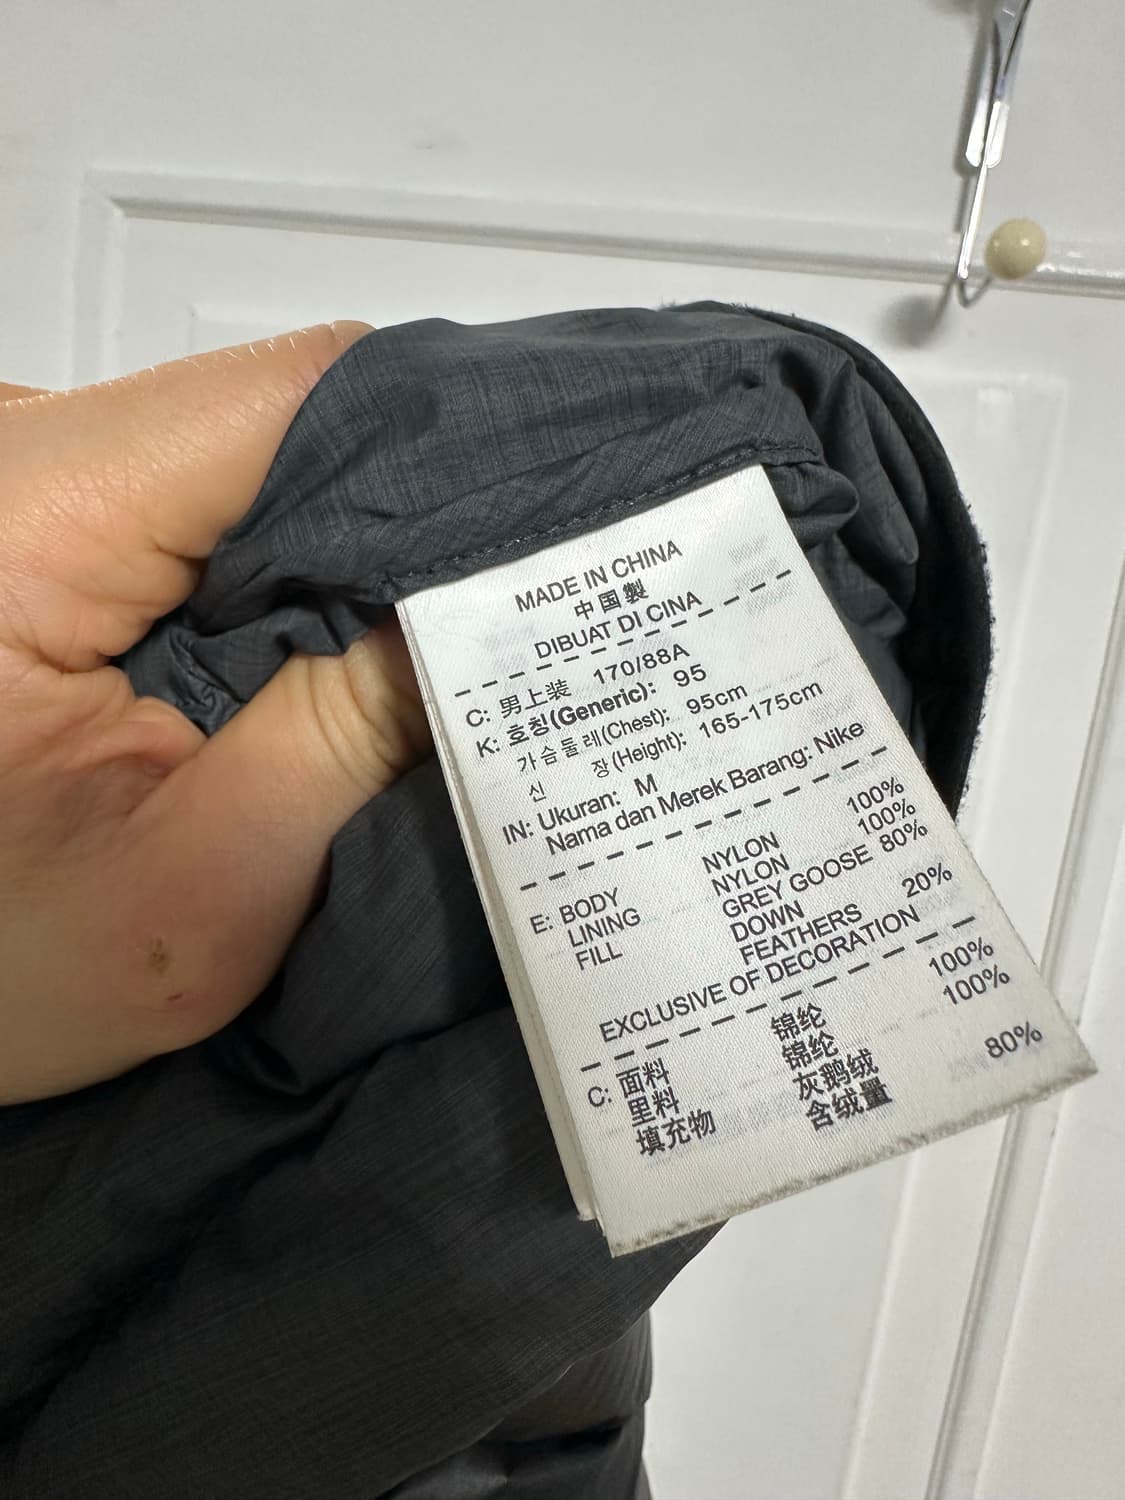 MADE IN CHINA
中国製
DIBUAT DI CINA
C: 男上装 170/88A
K: 호칭(Generic): 95
가슴둘레(Chest): 95cm
신 장(Height): 165-175cm
IN: Ukuran: M
Nama dan Merek Barang: Nike
E: BODY NYLON 100%
LINING NYLON 100%
FILL GREY GOOSE 80%
DOWN
FEATHERS 20%
EXCLUSIVE OF DECORATION
C: 面料 锦纶 100%
里料 锦纶 100%
填充物 灰鹅绒
含绒量 80%